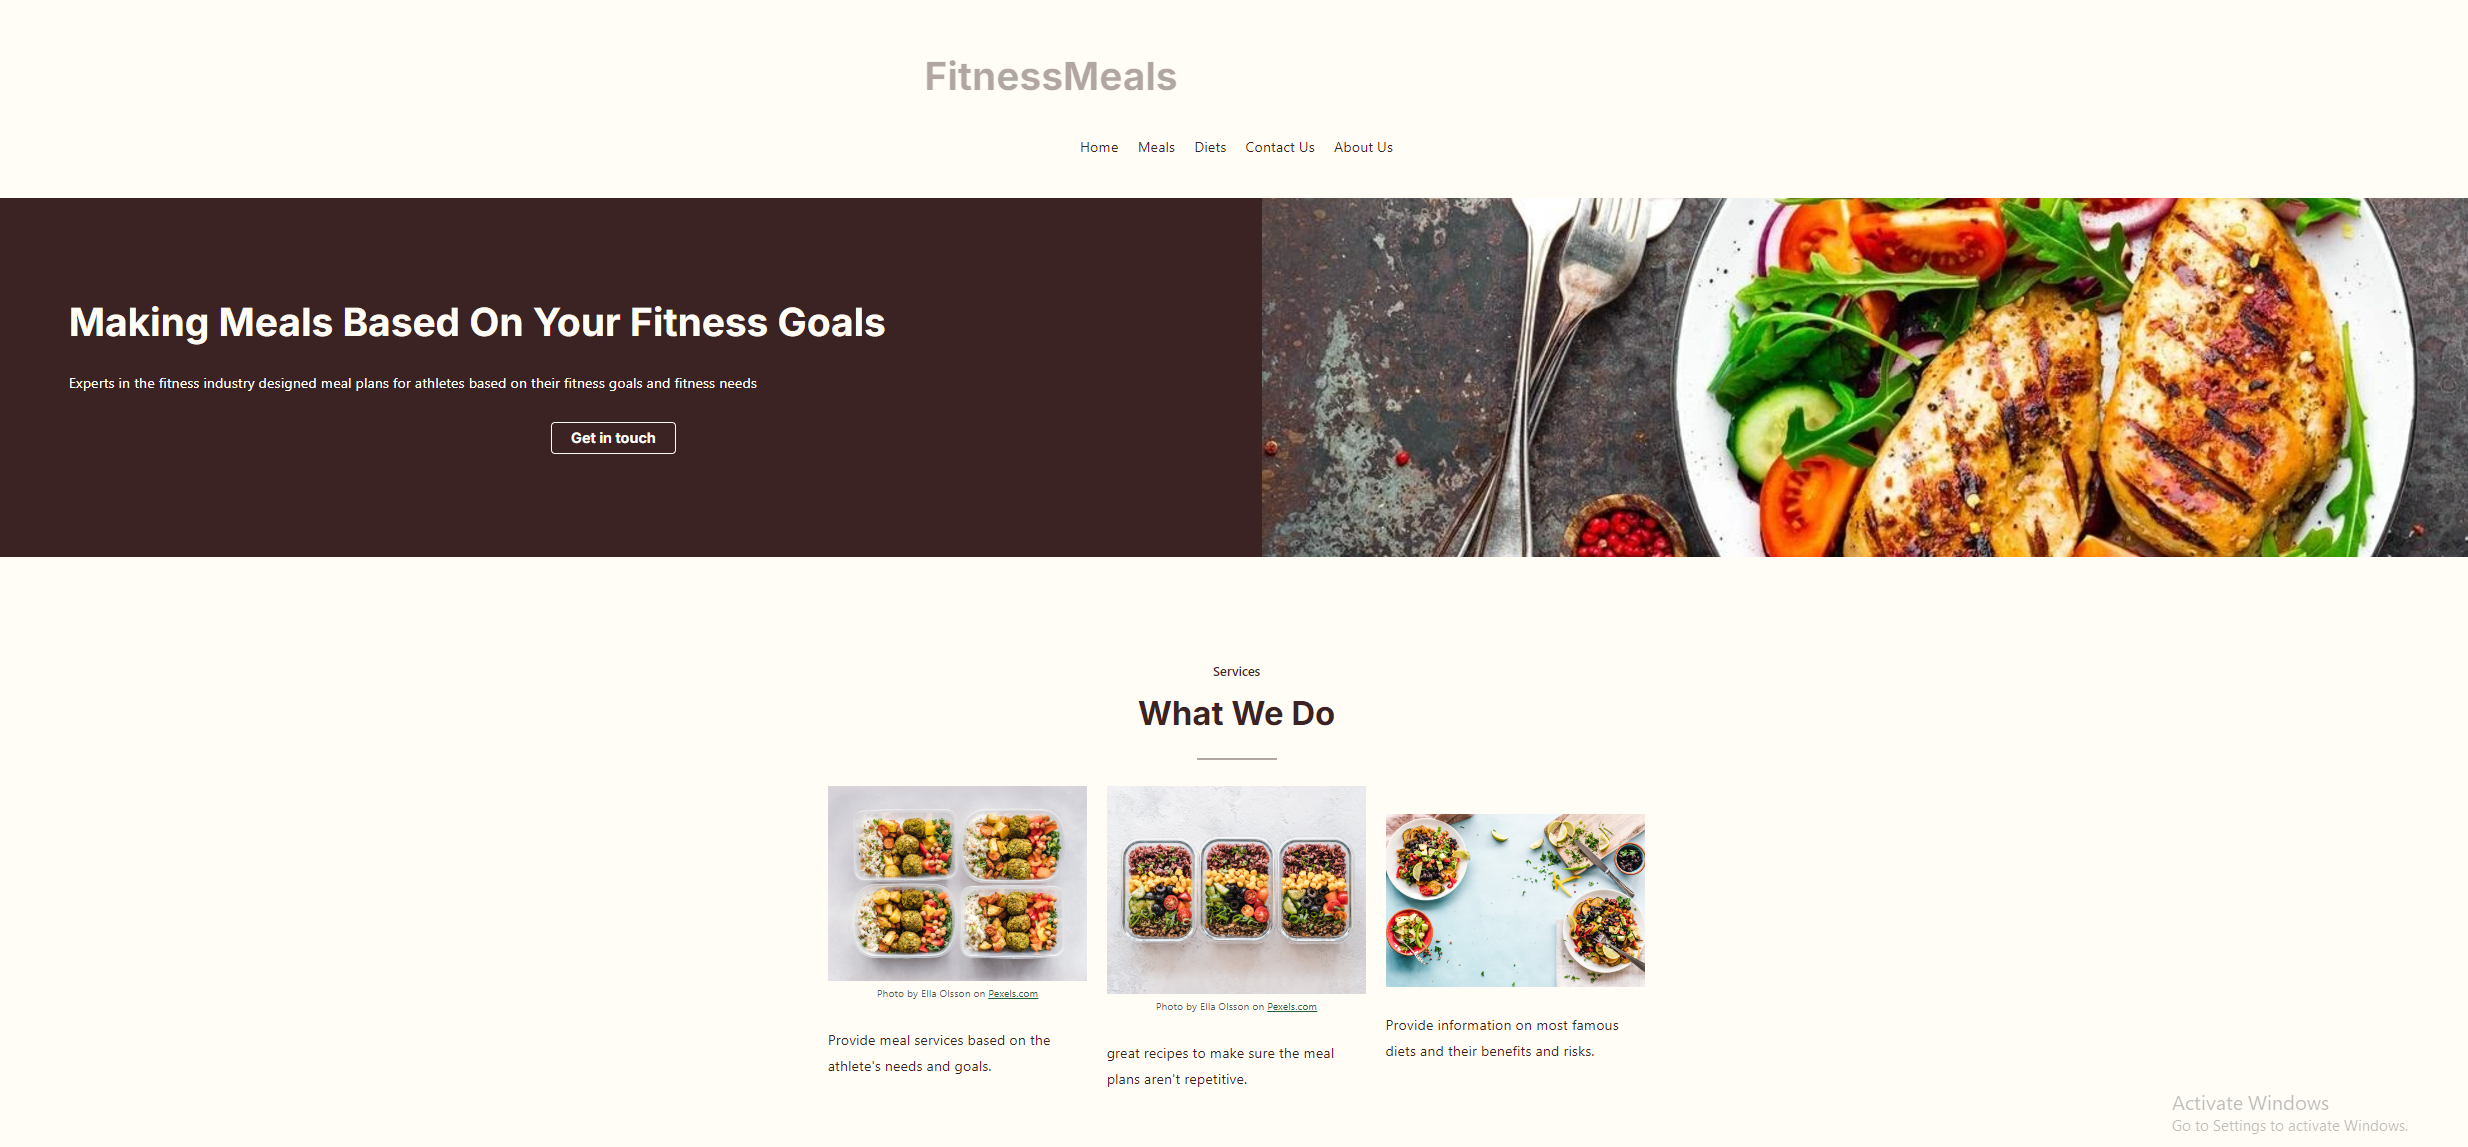 FitnessMeals
Home Meals Diets Contact Us About Us
Making Meals Based On Your Fitness Goals
Experts in the fitness industry designed meal plans for athletes based on their fitness goals and fitness needs
Get in touch
Services
What We Do
Photo by Ella Olsson on Pexels.com
Provide meal services based on the
athlete's needs and goals.
Photo by Ella Olsson on Pexels.com
great recipes to make sure the meal
plans aren't repetitive.
Provide information on most famous
diets and their benefits and risks.
Activate Windows
Go to Settings to activate Windows.